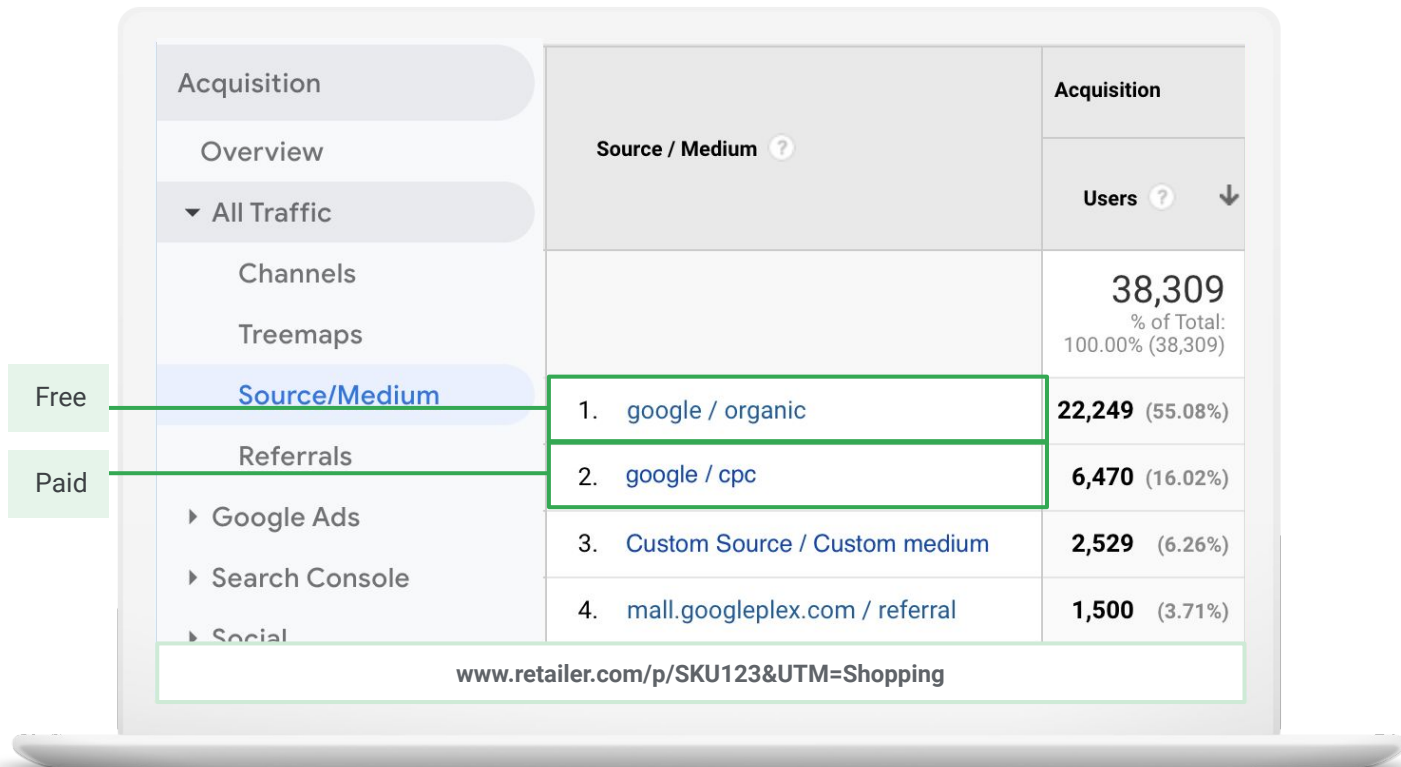 Free
Paid
Acquisition
Overview
All Traffic
Channels
Treemaps
Source/Medium
Referrals
Google Ads
Search Console
Social
Source / Medium ?
Acquisition
Users ?
38,309
% of Total:
100.00% (38,309)
1. google / organic 22,249 (55.08%)
2. google / cpc 6,470 (16.02%)
3. Custom Source / Custom medium 2,529 (6.26%)
4. mall.googleplex.com / referral 1,500 (3.71%)
www.retailer.com/p/SKU123&UTM=Shopping